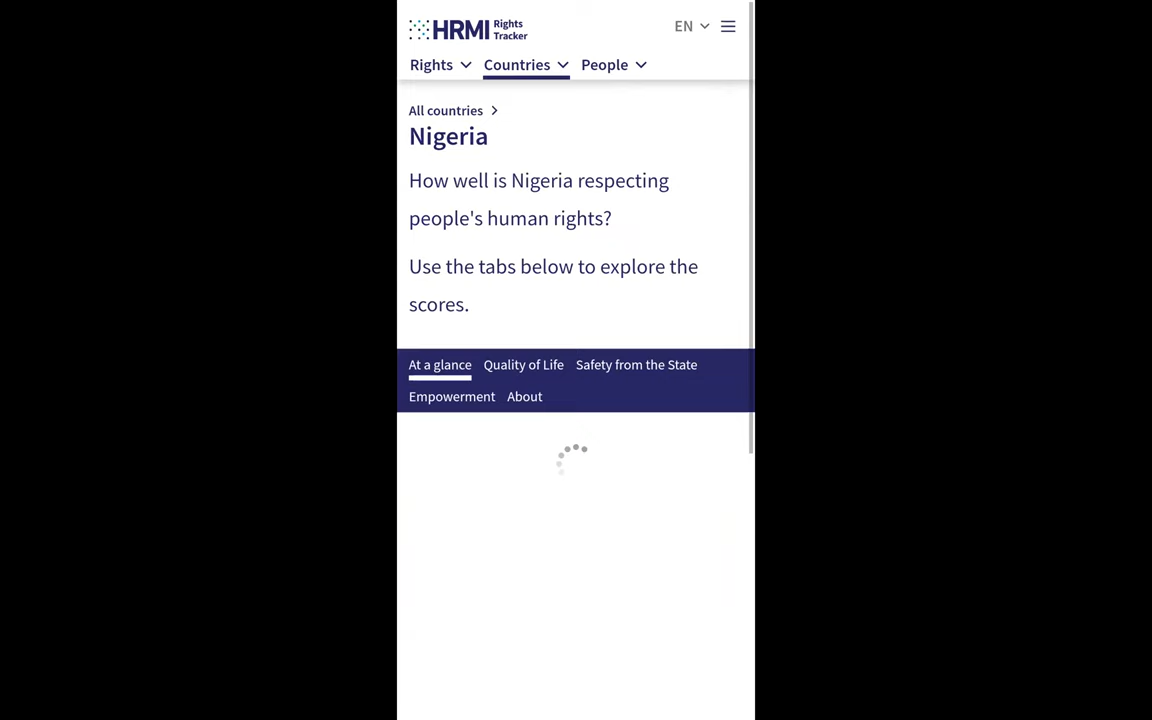 HRMI Rights Tracker
EN
Rights Countries People
All countries
Nigeria
How well is Nigeria respecting
people's human rights?
Use the tabs below to explore the
scores.
At a glance Quality of Life Safety from the State
Empowerment About